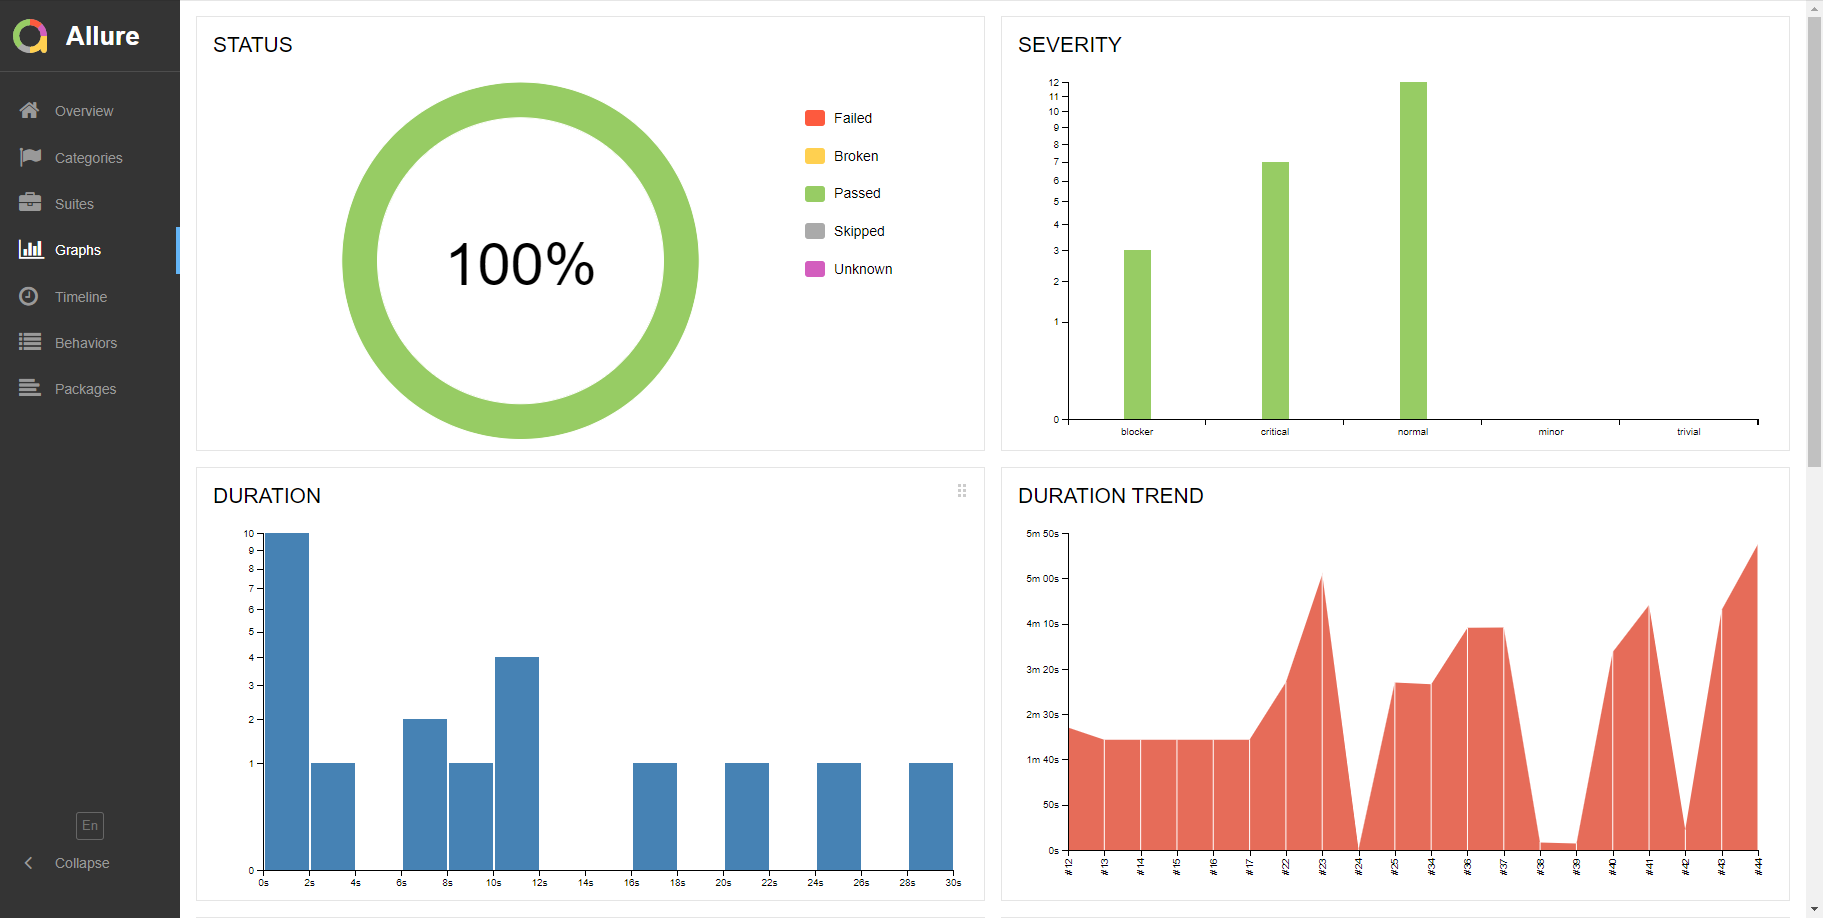 Allure
Overview
Categories
Suites
Graphs
Timeline
Behaviors
Packages
En
Collapse
STATUS
100%
Failed
Broken
Passed
Skipped
Unknown
SEVERITY
12
11
10
9
8
7
6
5
4
3
2
1
0
blocker critical normal minor trivial
DURATION
10
9
8
7
6
5
4
3
2
1
0
0s 2s 4s 6s 8s 10s 12s 14s 16s 18s 20s 22s 24s 26s 28s 30s
DURATION TREND
5m 50s
5m 00s
4m 10s
3m 20s
2m 30s
1m 40s
50s
0s
#12 #13 #14 #15 #16 #17 #22 #23 #24 #25 #34 #36 #37 #38 #39 #40 #41 #42 #43 #44